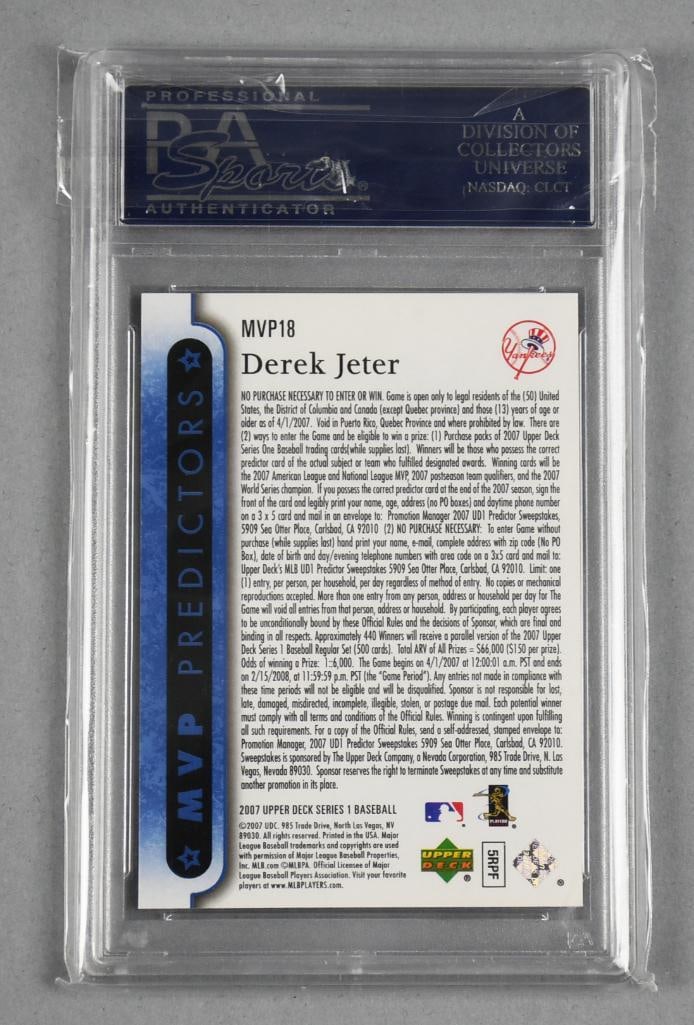 PROFESSIONAL
PSA
Sports®
AUTHENTICATOR
A
DIVISION OF
COLLECTORS
UNIVERSE
NASDAQ: CLCT
MVP18
Derek Jeter
Yankees
MVP PREDICTORS
NO PURCHASE NECESSARY TO ENTER OR WIN. Game is open only to legal residents of the (50) United
States, the District of Columbia and Canada (except Quebec province) and those (13) years of age or
older as of 4/1/2007. Void in Puerto Rico, Quebec Province and where prohibited by law. There are
(2) ways to enter the Game and be eligible to win a prize: (1) Purchase packs of 2007 Upper Deck
Series One Baseball trading cards(while supplies last). Winners will be those who possess the correct
predictor card of the actual subject or team who fulfilled designated awards. Winning cards will be
the 2007 American League and National League MVP, 2007 postseason team qualifiers, and the 2007
World Series champion. If you possess the correct predictor card at the end of the 2007 season, sign the
front of the card and legibly print your name, age, address (no PO boxes) and daytime phone number
on a 3 x 5 card and mail in an envelope to: Promotion Manager 2007 UD1 Predictor Sweepstakes,
5909 Sea Otter Place, Carlsbad, CA 92010 (2) NO PURCHASE NECESSARY: To enter Game without
purchase (while supplies last) hand print your name, e-mail, complete address with zip code (No PO
Box), date of birth and day/evening telephone numbers with area code on a 3x5 card and mail to:
Upper Deck's MLB UD1 Predictor Sweepstakes 5909 Sea Otter Place, Carlsbad, CA 92010. Limit: one
(1) entry, per person, per household, per day regardless of method of entry. No copies or mechanical
reproductions accepted. More than one entry from any person, address or household per day for The
Game will void all entries from that person, address or household. By participating, each player agrees
to be unconditionally bound by these Official Rules and the decisions of Sponsor, which are final and
binding in all respects. Approximately 440 Winners will receive a parallel version of the 2007 Upper
Deck Series 1 Baseball Regular Set (500 cards). Total ARV of All Prizes = $66,000 ($150 per prize).
Odds of winning a Prize: 1::6,000. The Game begins on 4/1/2007 at 12:00:01 a.m. PST and ends
on 2/15/2008, at 11:59:59 p.m. PST (the "Game Period"). Any entries not made in compliance with
these time periods will not be eligible and will be disqualified. Sponsor is not responsible for lost,
late, damaged, misdirected, incomplete, illegible, stolen, or postage due mail. Each potential winner
must comply with all terms and conditions of the Official Rules. Winning is contingent upon fulfilling
all such requirements. For a copy of the Official Rules, send a self-addressed, stamped envelope to:
Promotion Manager, 2007 UD1 Predictor Sweepstakes 5909 Sea Otter Place, Carlsbad, CA 92010.
Sweepstakes is sponsored by The Upper Deck Company, a Nevada Corporation, 985 Trade Drive, N. Las
Vegas, Nevada 89030. Sponsor reserves the right to terminate Sweepstakes at any time and substitute
another promotion in its place.
2007 UPPER DECK SERIES 1 BASEBALL
©2007 UDC. 985 Trade Drive, North Las Vegas, NV
89030. All rights reserved. Printed in the USA. Major
League Baseball trademarks and copyrights are used
with permission of Major League Baseball Properties,
Inc. MLB.com ©MLBPA. Official Licensee of Major
League Baseball Players Association. Visit your favorite
players at www.MLBPLAYERS.com.
PLAYERS
UPPER
DECK
5RPF